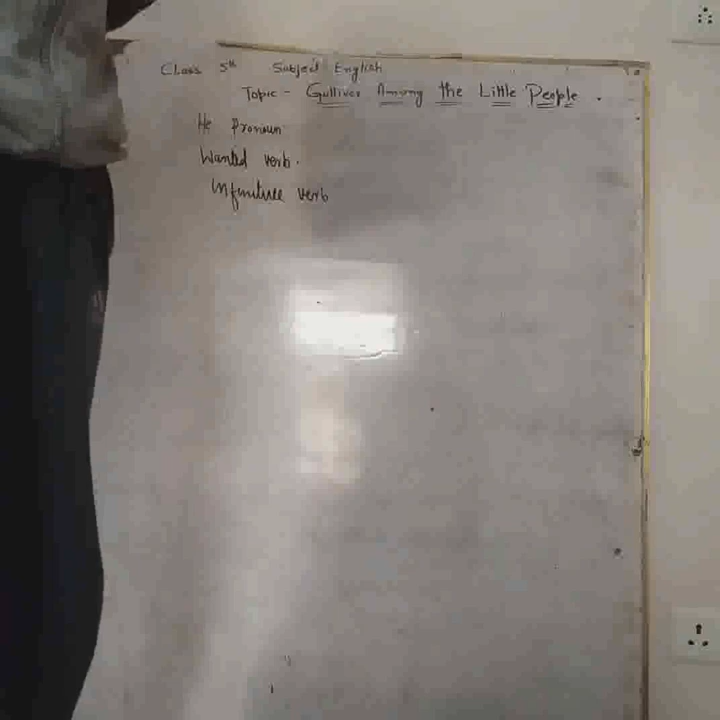 Class 5th Subject English
Topic - Gulliver Among the Little People .
He Pronoun
Wanted verb.
Infinitive verb